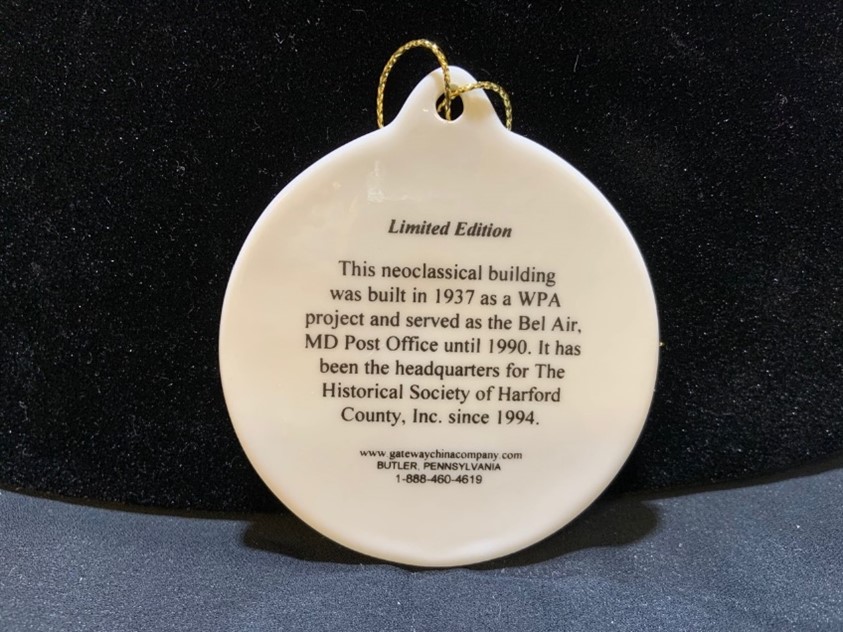 Limited Edition
This neoclassical building
was built in 1937 as a WPA
project and served as the Bel Air,
MD Post Office until 1990. It has
been the headquarters for The
Historical Society of Harford
County, Inc. since 1994.
www.gatewaychinacompany.com
BUTLER, PENNSYLVANIA
1-888-460-4619